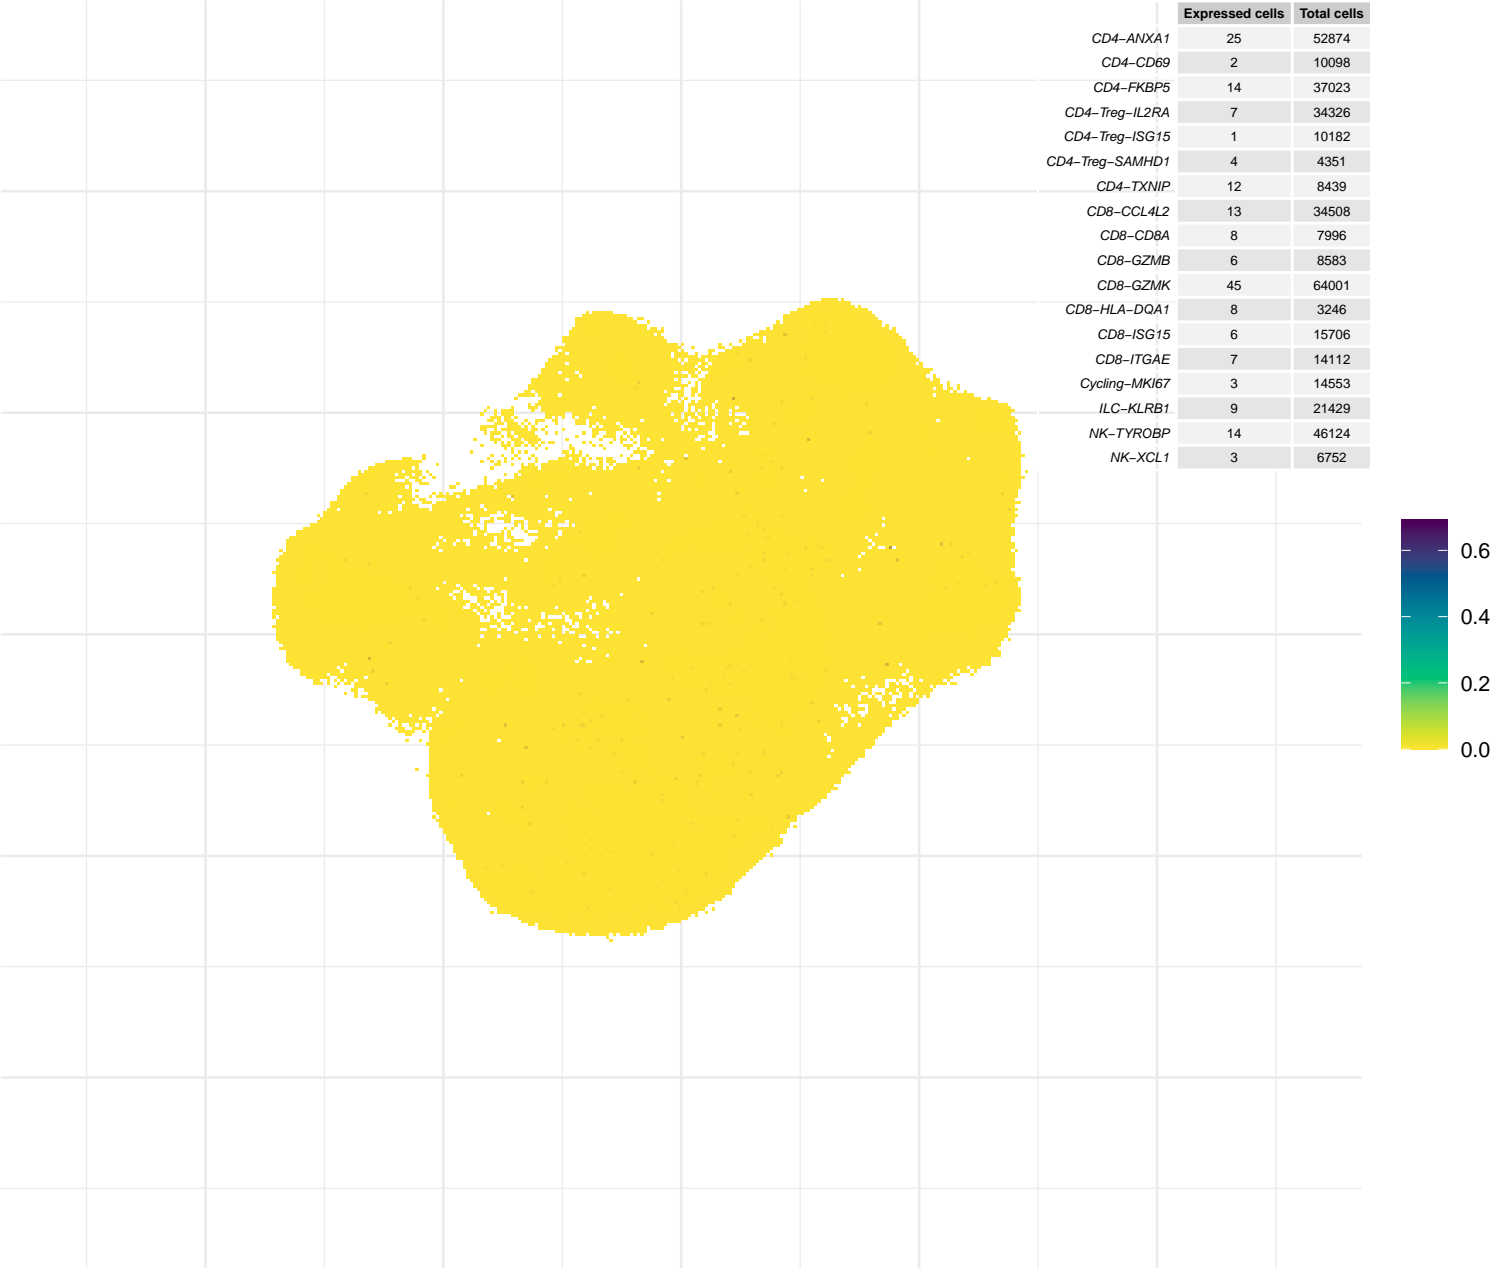 Expressed cells Total cells
CD4−ANXA1 25 52874
CD4−CD69 2 10098
CD4−FKBP5 14 37023
CD4−Treg−IL2RA 7 34326
CD4−Treg−ISG15 1 10182
CD4−Treg−SAMHD1 4 4351
CD4−TXNIP 12 8439
CD8−CCL4L2 13 34508
CD8−CD8A 8 7996
CD8−GZMB 6 8583
CD8−GZMK 45 64001
CD8−HLA−DQA1 8 3246
CD8−ISG15 6 15706
CD8−ITGAE 7 14112
Cycling−MKI67 3 14553
ILC−KLRB1 9 21429
NK−TYROBP 14 46124
NK−XCL1 3 6752
0.6
0.4
0.2
0.0